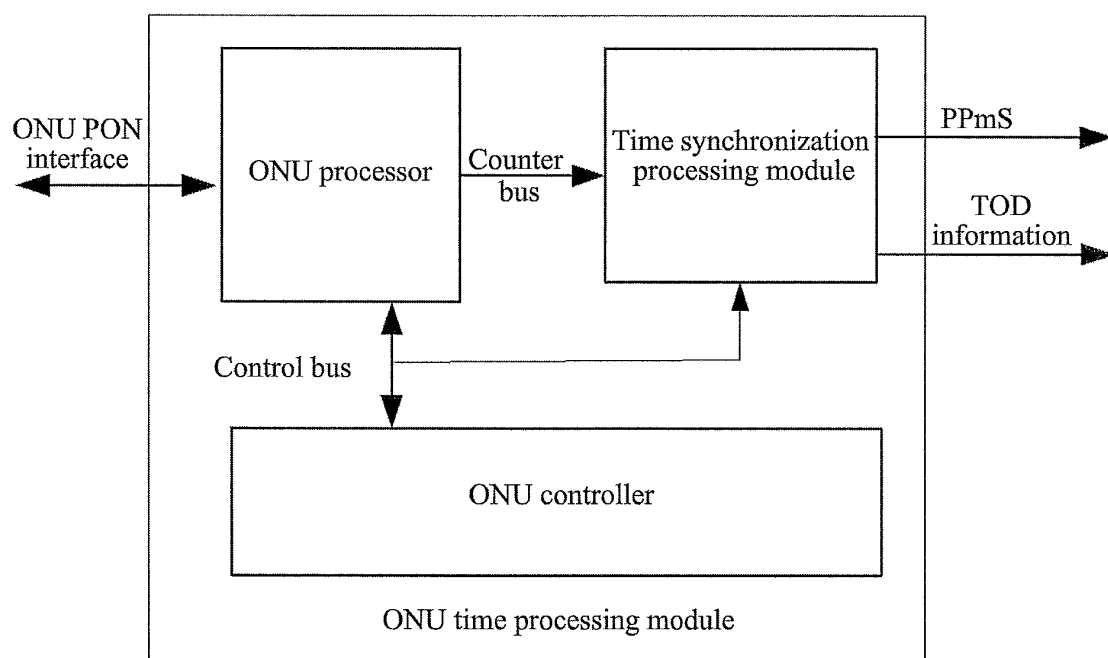 ONU PON
interface
ONU processor
Counter
bus
Time synchronization
processing module
PPmS
TOD
information
Control bus
ONU controller
ONU time processing module